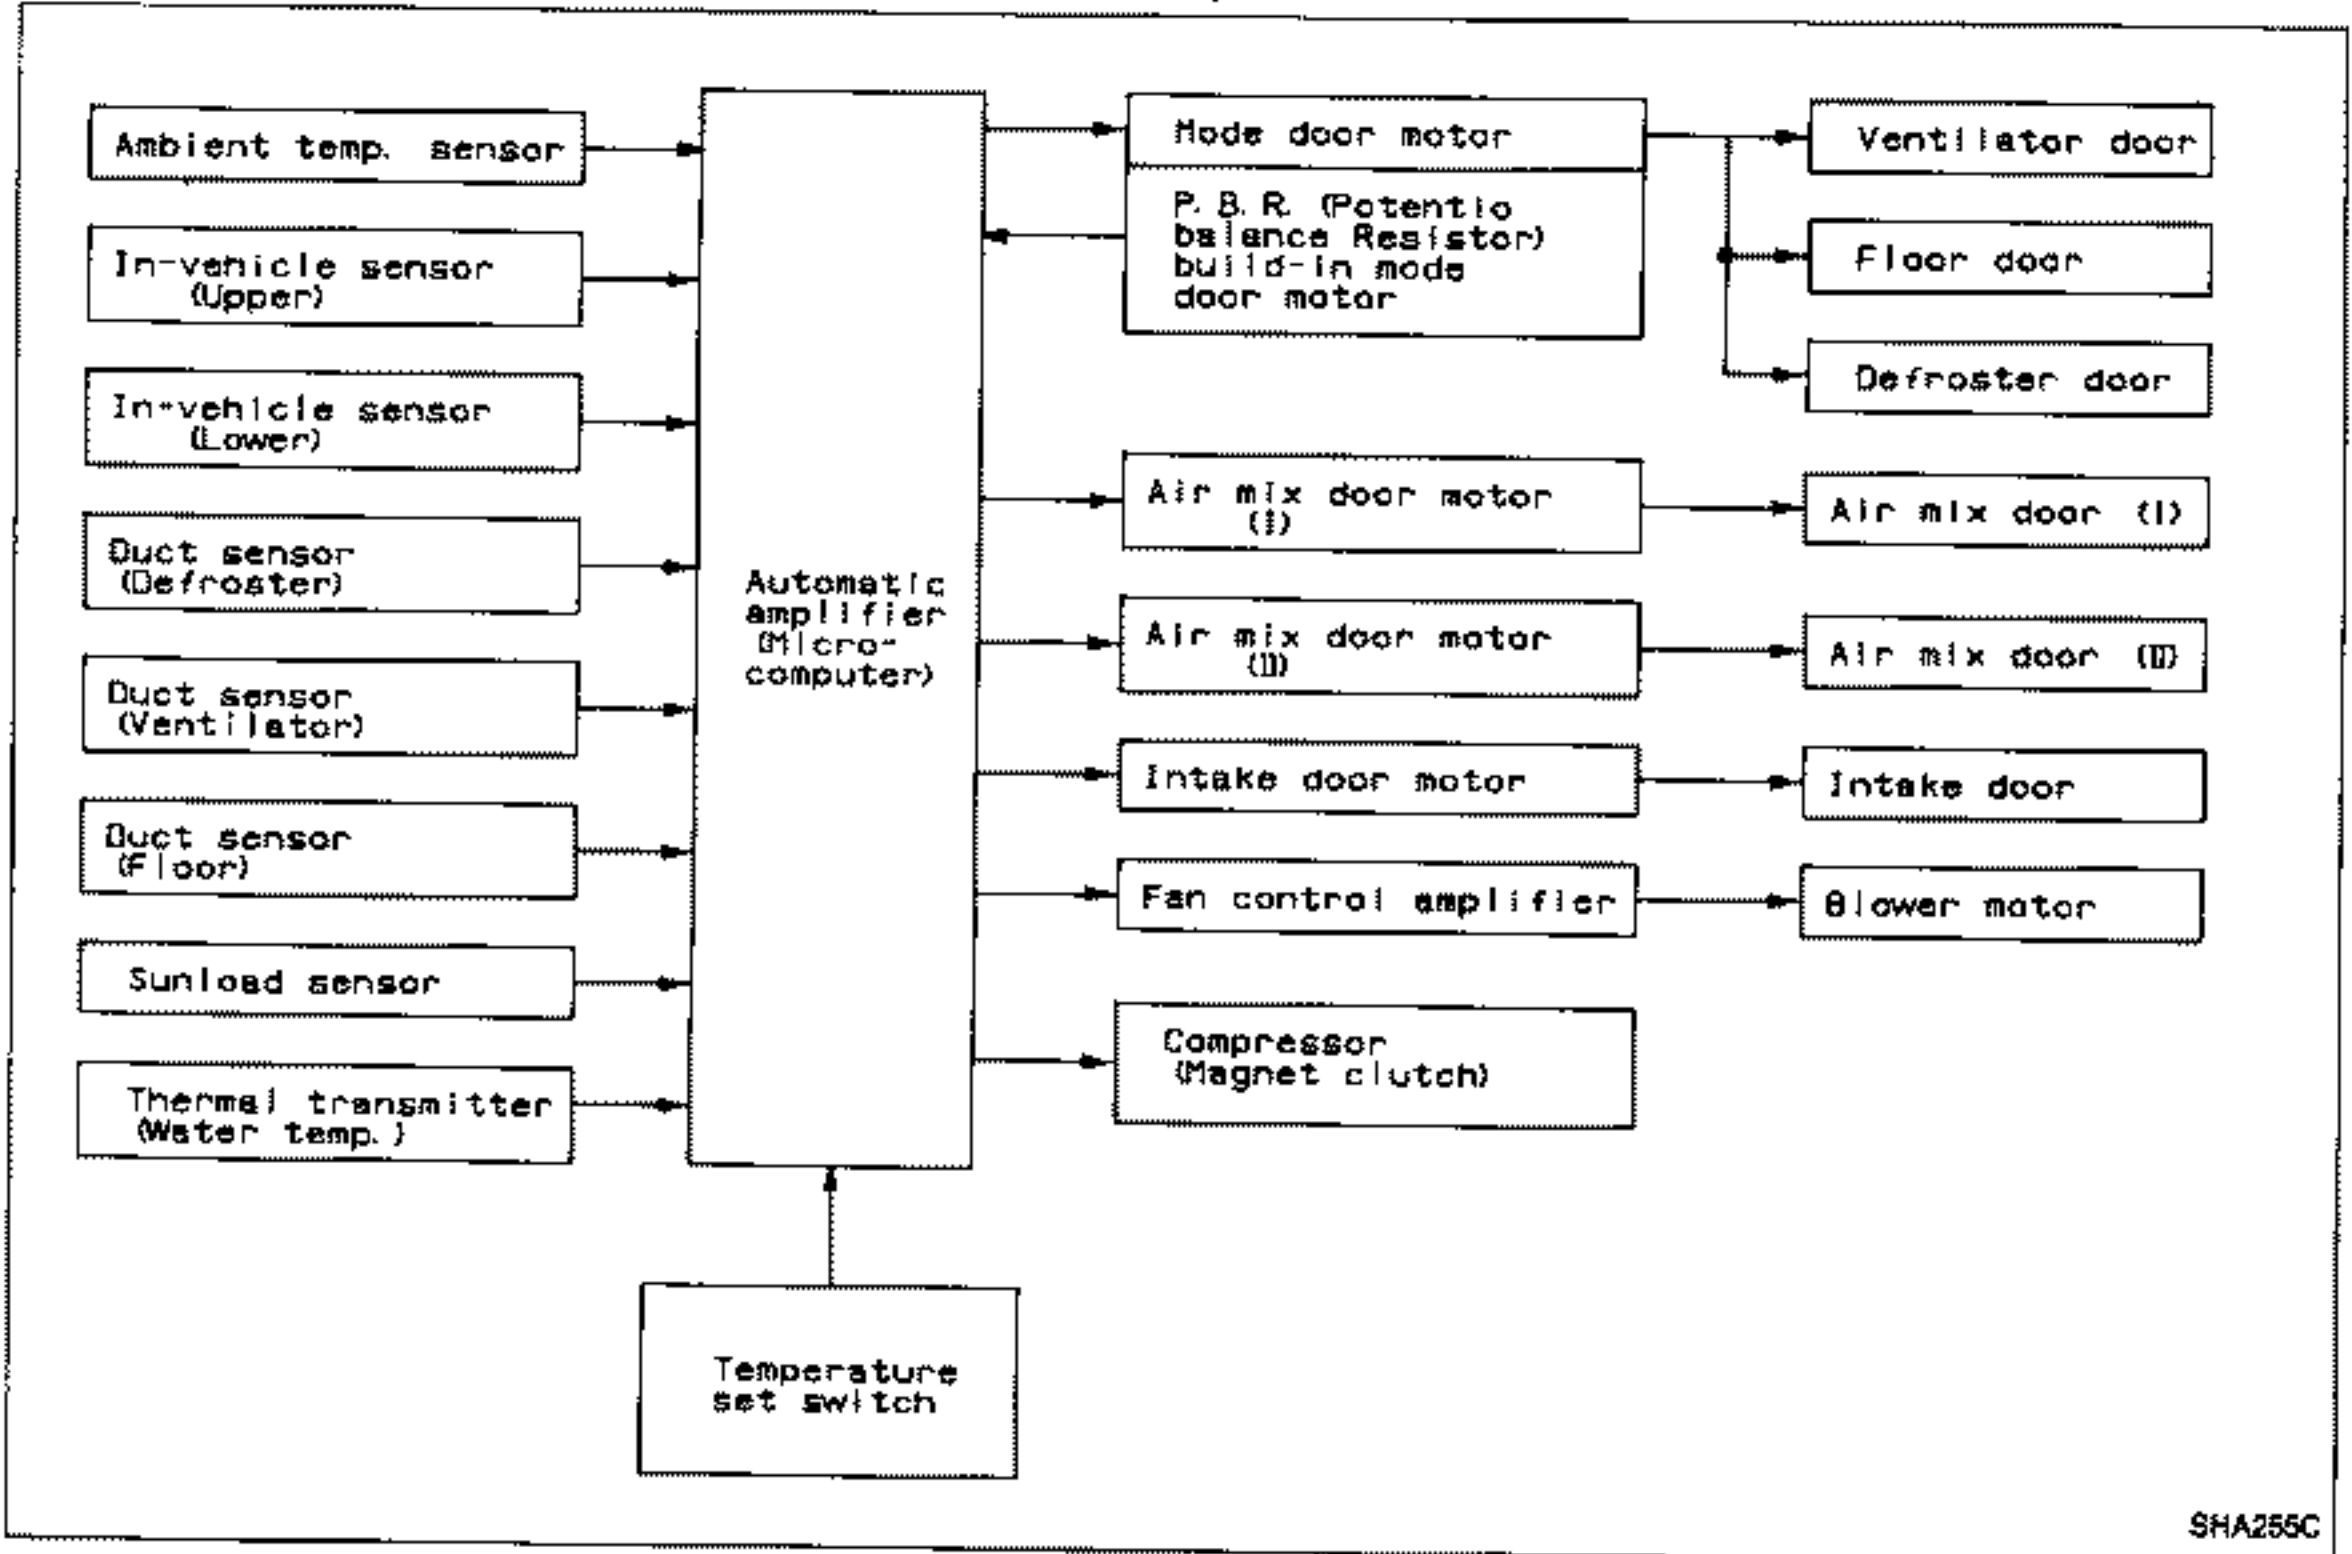 Ambient temp. sensor
In-vehicle sensor
(Upper)
In-vehicle sensor
(Lower)
Duct sensor
(Defroster)
Duct sensor
(Ventilator)
Duct sensor
(Floor)
Sunload sensor
Thermal transmitter
(Water temp.)
Automatic
amplifier
(Micro-
computer)
Temperature
set switch
Mode door motor
P. B. R. (Potentio
balance Resistor)
build-in mode
door motor
Air mix door motor
(I)
Air mix door motor
(II)
Intake door motor
Fan control amplifier
Compressor
(Magnet clutch)
Ventilator door
Floor door
Defroster door
Air mix door (I)
Air mix door (II)
Intake door
Blower motor
SHA255C